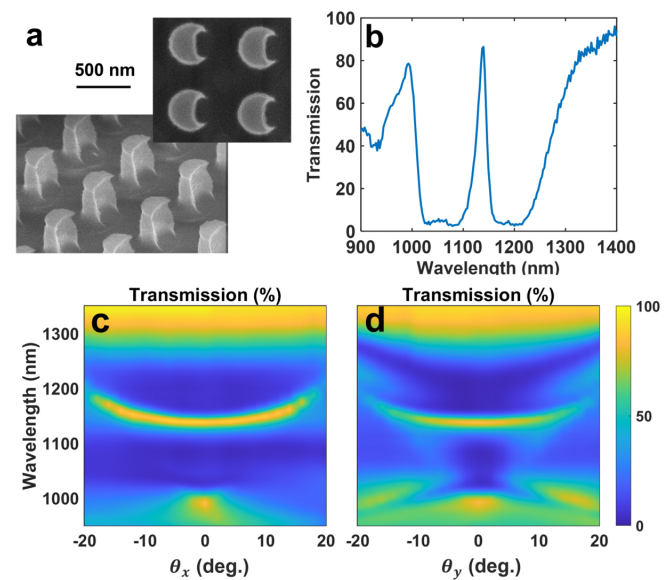 a
500 nm
b
Transmission
100
80
60
40
20
0
900 1000 1100 1200 1300 1400
Wavelength (nm)
Transmission (%)
c
Wavelength (nm)
1300
1200
1100
1000
-20 -10 0 10 20
θx (deg.)
Transmission (%)
d
-20 -10 0 10 20
θy (deg.)
100
50
0